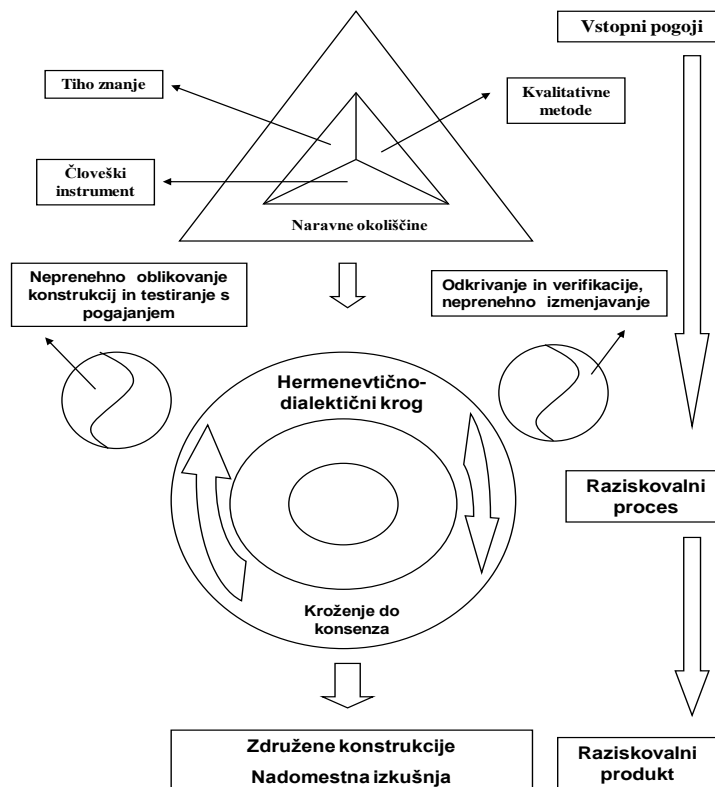 Vstopni pogoji
Tiho znanje
Kvalitativne
metode
Človeški
instrument
Naravne okoliščine
Neprenehno oblikovanje
konstrukcij in testiranje s
pogajanjem
Odkrivanje in verifikacije,
neprenehno izmenjavanje
Hermenevtično-
dialektični krog
Raziskovalni
proces
Kroženje do
konsenza
Združene konstrukcije
Nadomestna izkušnja
Raziskovalni
produkt